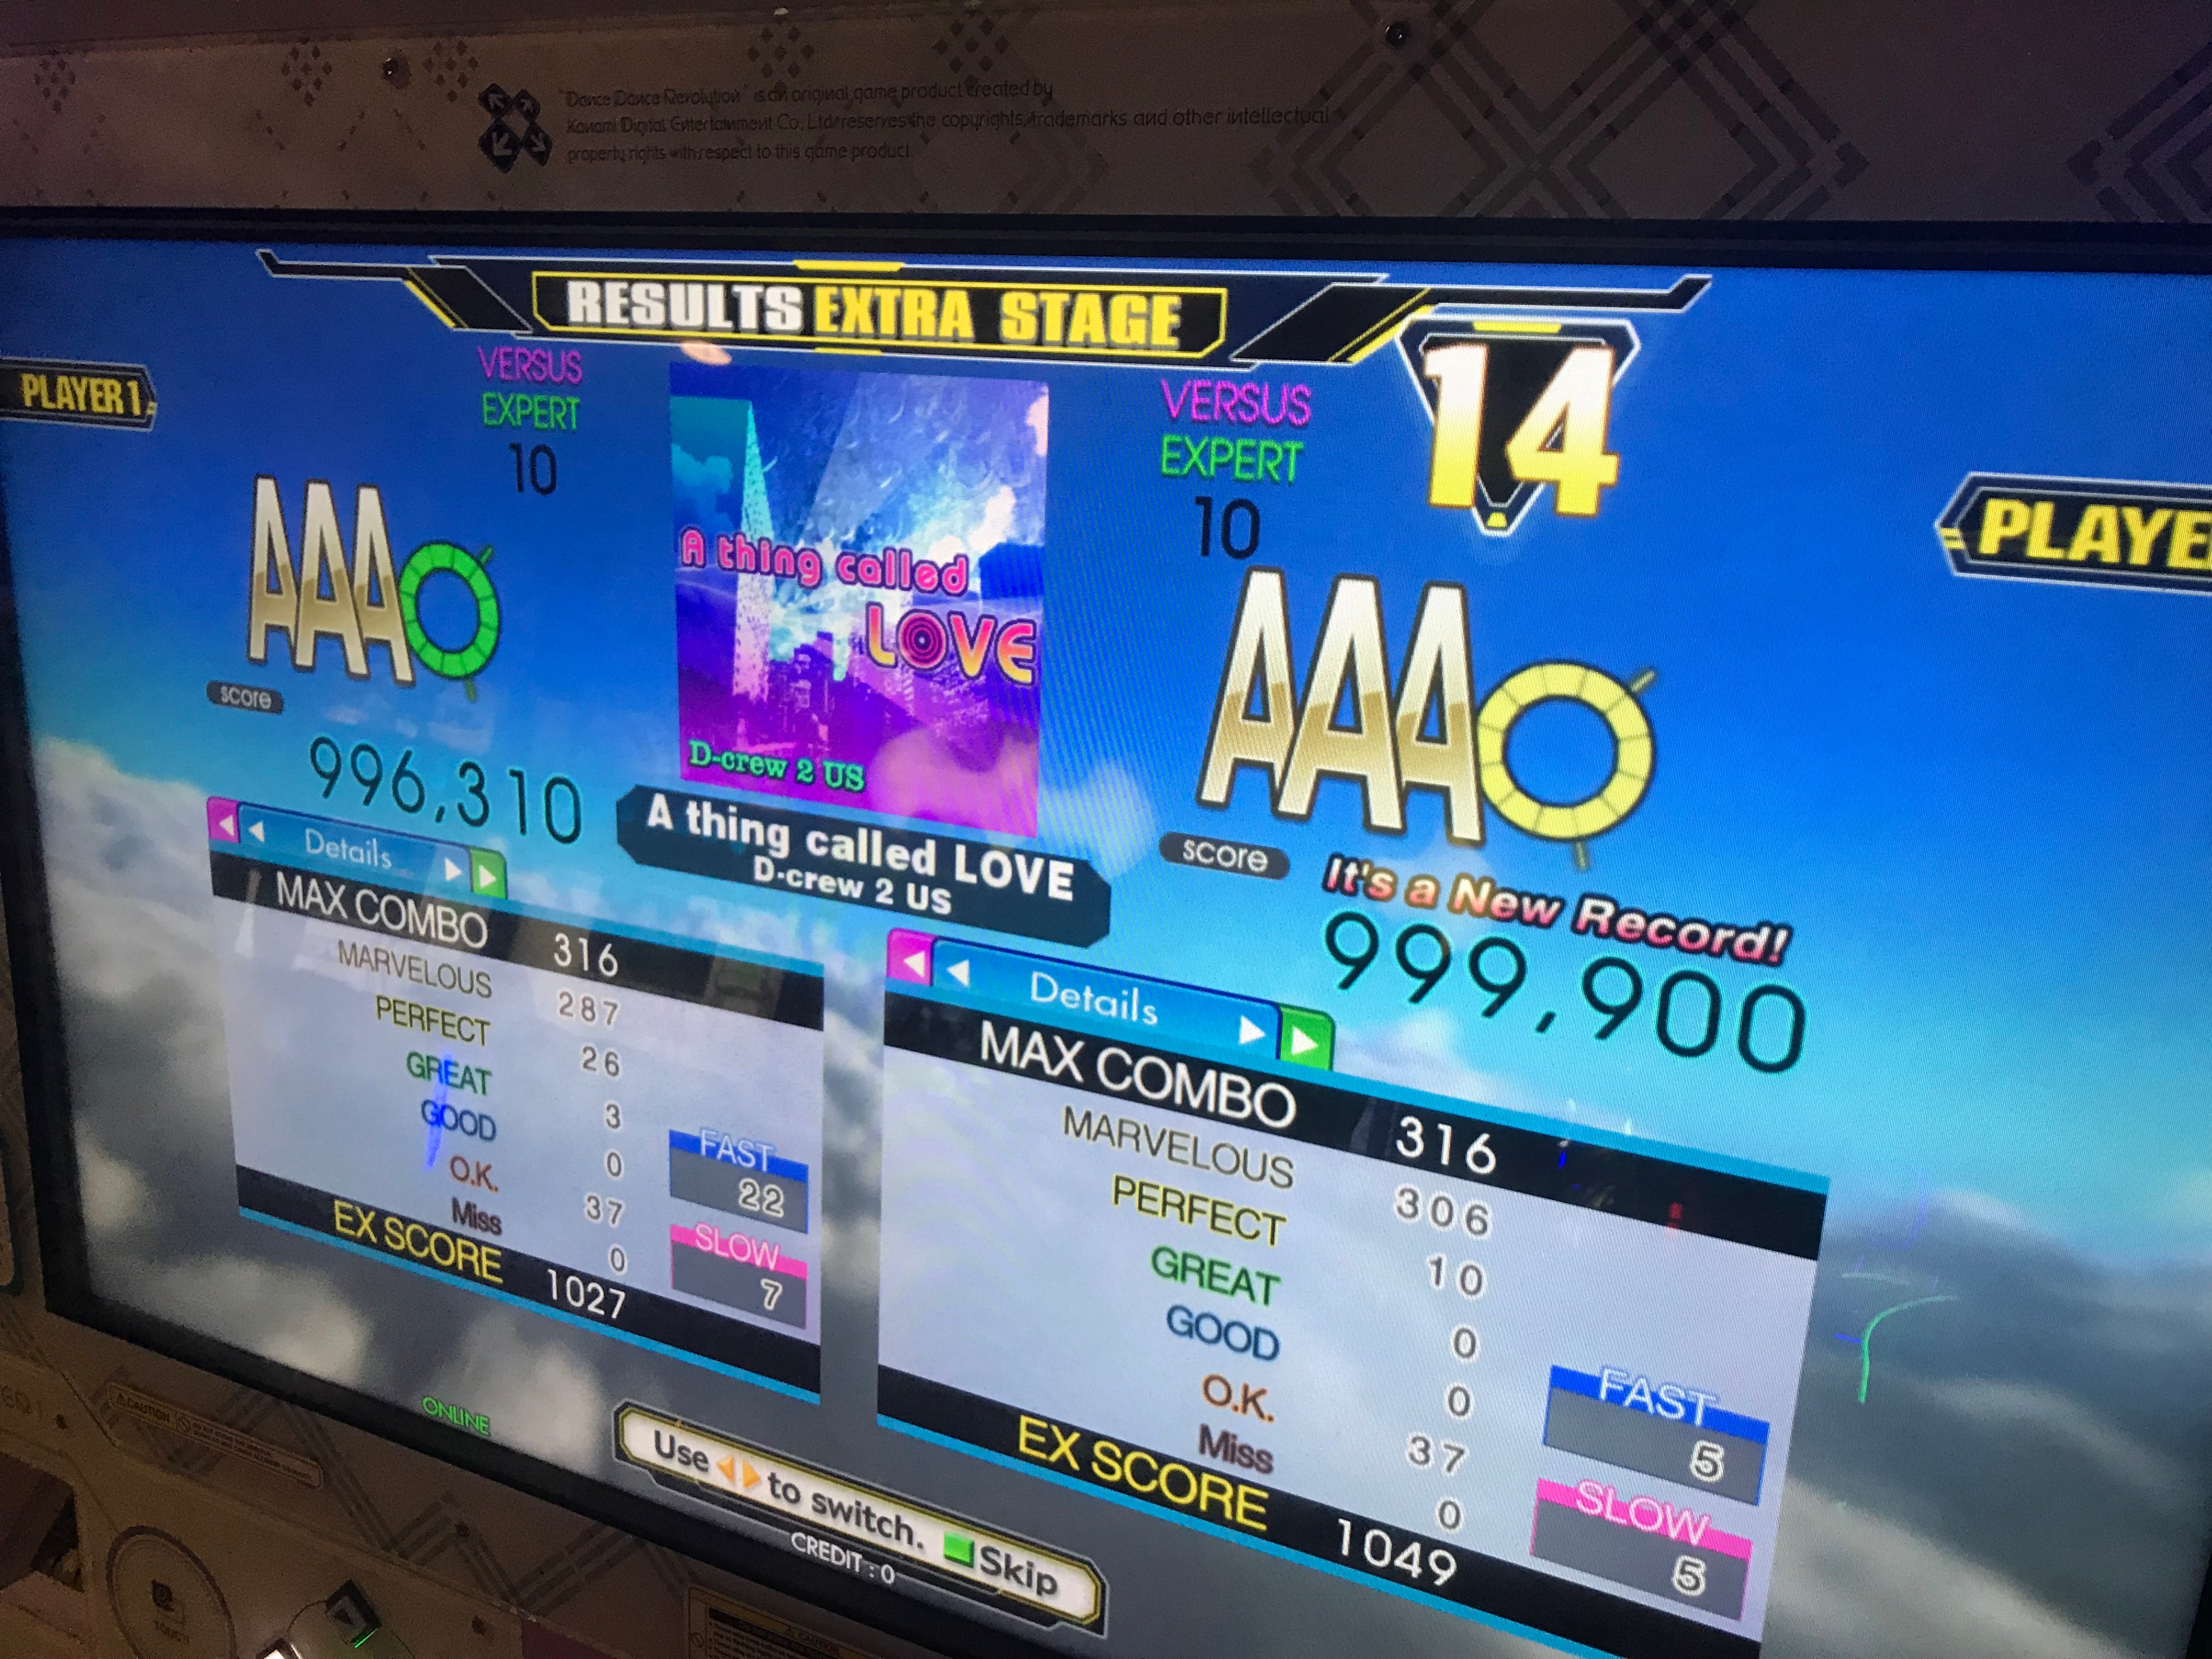 "Dance Dance Revolution" is an original game product created by
Konami Digital Entertainment Co., Ltd. reserves the copyrights, trademarks and other intellectual
property rights with respect to this game product.
RESULTS EXTRA STAGE
14
PLAYER 1
VERSUS
EXPERT
10
AAA
score
996,310
Details
MAX COMBO 316
MARVELOUS 287
PERFECT 26
GREAT 3
GOOD 0
O.K. 37
Miss 0
FAST
22
SLOW
7
EX SCORE 1027
A thing called
LOVE
D-crew 2 US
A thing called LOVE
D-crew 2 US
VERSUS
EXPERT
10
PLAYE
AAA
score
It's a New Record!
999,900
Details
MAX COMBO 316
MARVELOUS 306
PERFECT 10
GREAT 0
GOOD 0
O.K. 37
Miss 0
FAST
5
SLOW
5
EX SCORE 1049
ONLINE
Use to switch. Skip
CREDIT : 0
CAUTION
TOUCH
CAUTION